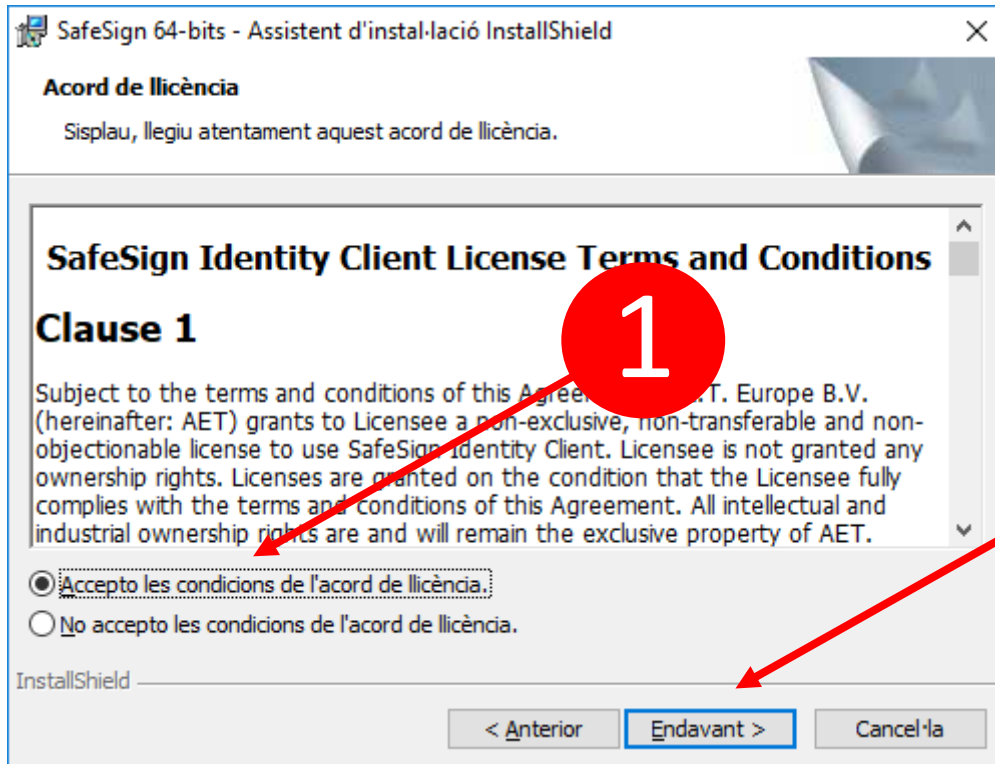 SafeSign 64-bits - Assistent d'instal·lació InstallShield
Acord de llicència
Sisplau, llegiu atentament aquest acord de llicència.
SafeSign Identity Client License Terms and Conditions
Clause 1
1
Subject to the terms and conditions of this Agree .T. Europe B.V.
(hereinafter: AET) grants to Licensee a non-exclusive, non-transferable and non-
objectionable license to use SafeSign Identity Client. Licensee is not granted any
ownership rights. Licenses are granted on the condition that the Licensee fully
complies with the terms and conditions of this Agreement. All intellectual and
industrial ownership rights are and will remain the exclusive property of AET.
Accepto les condicions de l'acord de llicència.
No accepto les condicions de l'acord de llicència.
InstallShield
< Anterior
Endavant >
Cancel·la